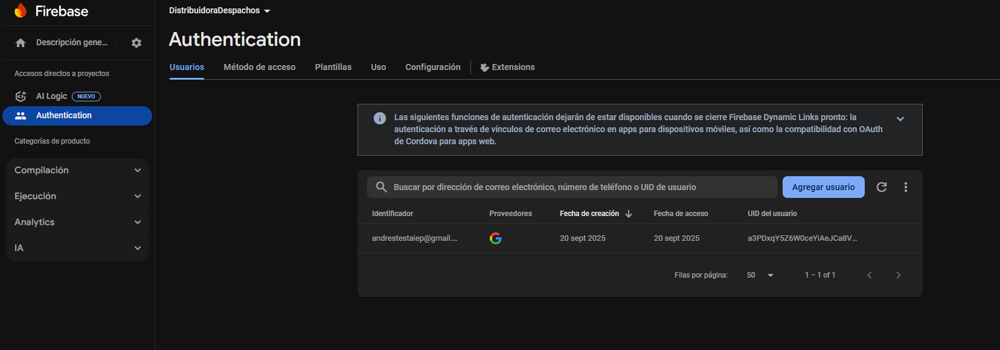 Firebase
Descripción gene...
Accesos directos a proyectos
AI Logic NUEVO
Authentication
Categorías de producto
Compilación
Ejecución
Analytics
IA
DistribuidoraDespachos
Authentication
Usuarios Método de acceso Plantillas Uso Configuración Extensions
Las siguientes funciones de autenticación dejarán de estar disponibles cuando se cierre Firebase Dynamic Links pronto: la
autenticación a través de vínculos de correo electrónico en apps para dispositivos móviles, así como la compatibilidad con OAuth
de Cordova para apps web.
Buscar por dirección de correo electrónico, número de teléfono o UID de usuario Agregar usuario
Identificador Proveedores Fecha de creación Fecha de acceso UID del usuario
andrestestaiep@gmail.... 20 sept 2025 20 sept 2025 a3PDxqY5Z6W0ceYiAeJCa8V...
Filas por página: 50 1 – 1 of 1